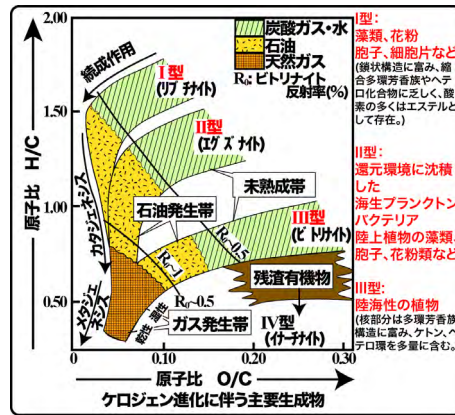 炭酸ガス・水
石油
天然ガス
R₀: ビトリナイト
反射率(%)
続成作用
カタジェネシス
メタジェ
ネシス
Ⅰ型
(リプチナイト)
Ⅱ型
(エグズナイト)
Ⅲ型
(ビトリナイト)
未熟成帯
石油発生帯
R₀~0.5
R₀~1
R₀~0.5
湿性
乾性
ガス発生帯
残渣有機物
Ⅳ型
(イナーチナイト)
原子比 H/C
2.00
1.50
1.00
0.50
0
0.10
0.20
0.30
原子比 O/C
ケロジェン進化に伴う主要生成物
Ⅰ型:
藻類、花粉
胞子、細胞片など
(鎖状構造に富み、縮
合多環芳香族やヘテ
ロ化合物に乏しく、酸
素の多くはエステルと
して存在。)
Ⅱ型:
還元環境に沈積
した
海生プランクトン
バクテリア
陸上植物の藻類、
胞子、花粉類など
Ⅲ型:
陸海性の植物
(核部分は多環芳香族
構造に富み、ケトン、ヘ
テロ環を多量に含む。